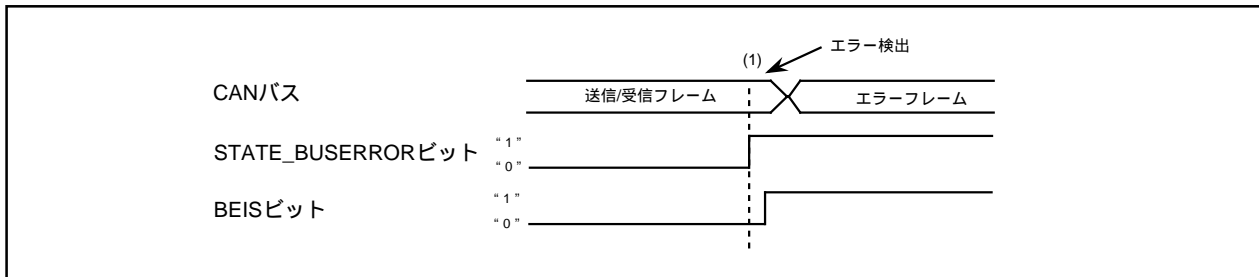 エラー検出
(1)
CANバス
送信/受信フレーム
エラーフレーム
STATE_BUSERRORビット
“1”
“0”
BEISビット
“1”
“0”